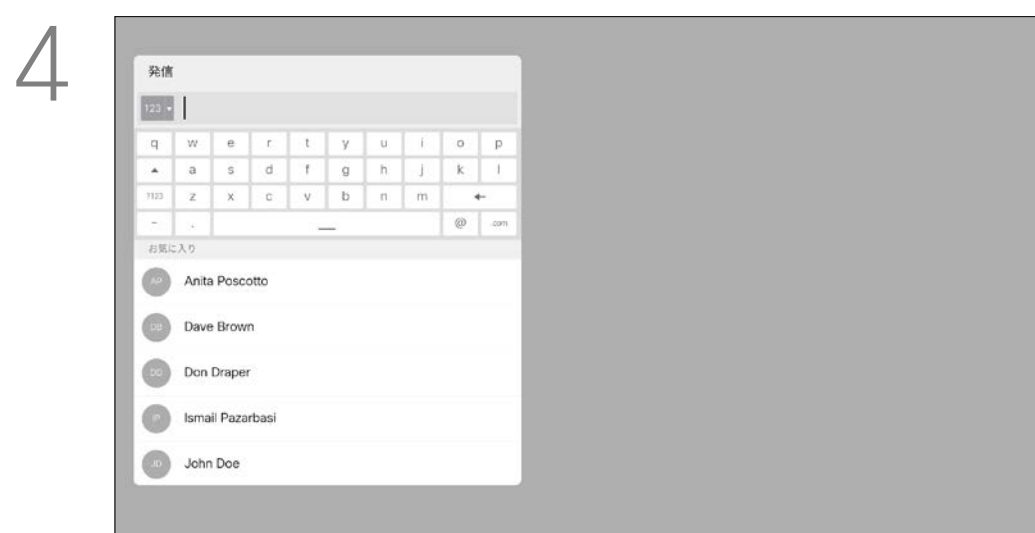 4
発信
123
q w e r t y u i o p
a s d f g h j k l
?123 z x c v b n m
- . @ .com
お気に入り
AP Anita Poscotto
DB Dave Brown
DD Don Draper
IP Ismail Pazarbasi
JD John Doe